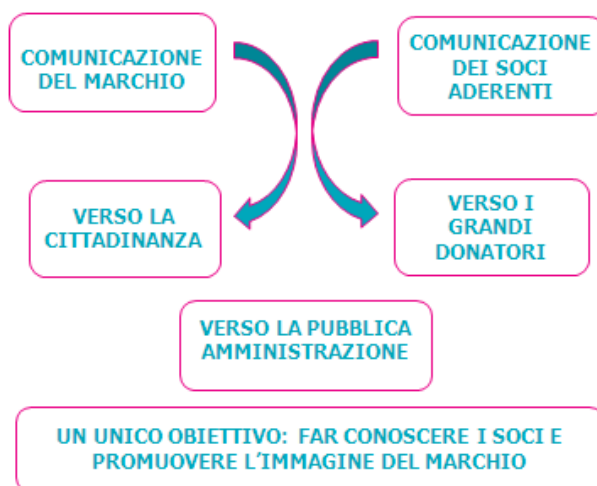 COMUNICAZIONE
DEL MARCHIO
COMUNICAZIONE
DEI SOCI
ADERENTI
VERSO LA
CITTADINANZA
VERSO I
GRANDI
DONATORI
VERSO LA PUBBLICA
AMMINISTRAZIONE
UN UNICO OBIETTIVO: FAR CONOSCERE I SOCI E
PROMUOVERE L'IMMAGINE DEL MARCHIO